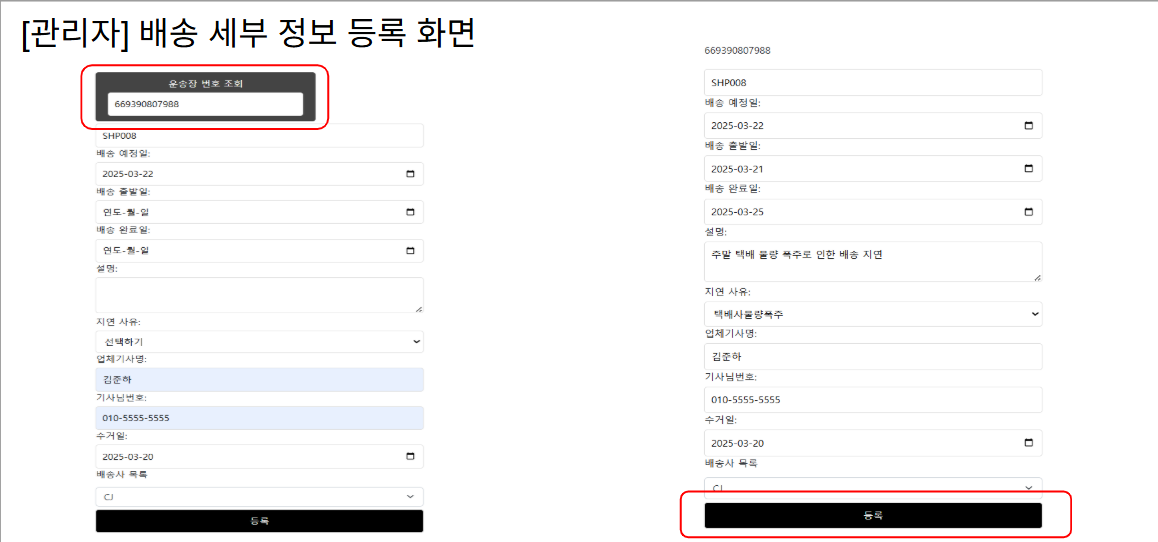 [관리자] 배송 세부 정보 등록 화면
운송장 번호 조회
669390807988
SHP008
배송 예정일:
2025-03-22
배송 출발일:
연도-월-일
배송 완료일:
연도-월-일
설명:
지연 사유:
선택하기
업체기사명:
김준하
기사님번호:
010-5555-5555
수거일:
2025-03-20
배송사 목록
CJ
등록
669390807988
SHP008
배송 예정일:
2025-03-22
배송 출발일:
2025-03-21
배송 완료일:
2025-03-25
설명:
주말 택배 물량 폭주로 인한 배송 지연
지연 사유:
택배사물량폭주
업체기사명:
김준하
기사님번호:
010-5555-5555
수거일:
2025-03-20
배송사 목록
CJ
등록